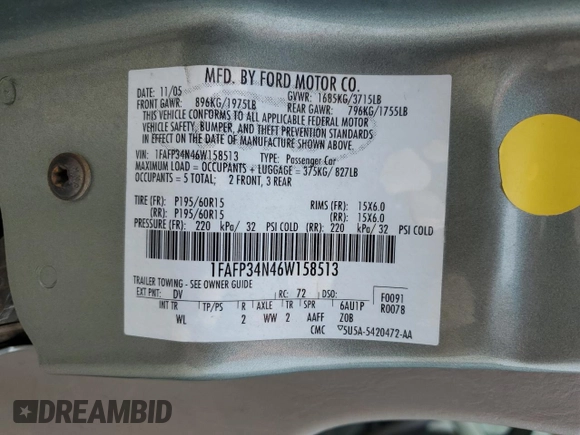 MFD. BY FORD MOTOR CO.
DATE: 11/05 GVWR: 1685KG/3715LB
FRONT GAWR: 896KG/1975LB REAR GAWR: 796KG/1755LB
THIS VEHICLE CONFORMS TO ALL APPLICABLE FEDERAL MOTOR
VEHICLE SAFETY, BUMPER, AND THEFT PREVENTION STANDARDS
IN EFFECT ON THE DATE OF MANUFACTURE SHOWN ABOVE.
VIN: 1FAFP34N46W158513 TYPE: Passenger Car
MAXIMUM LOAD = OCCUPANTS + LUGGAGE = 375KG/ 827LB
OCCUPANTS = 5 TOTAL; 2 FRONT, 3 REAR
TIRE (FR): P195/60R15 RIMS (FR): 15X6.0
(RR): P195/60R15 (RR): 15X6.0
PRESSURE (FR): 220 kPa/ 32 PSI COLD (RR): 220 kPa/ 32 PSI COLD
1FAFP34N46W158513
TRAILER TOWING - SEE OWNER GUIDE
EXT PNT: DV RC: 72 DSO: F0091
INT TR TP/PS R AXLE TR SPR 6AU1P R0078
WL 2 WW 2 AAFF Z0B
CMC ▽5U5A-5420472-AA
DREAMBID